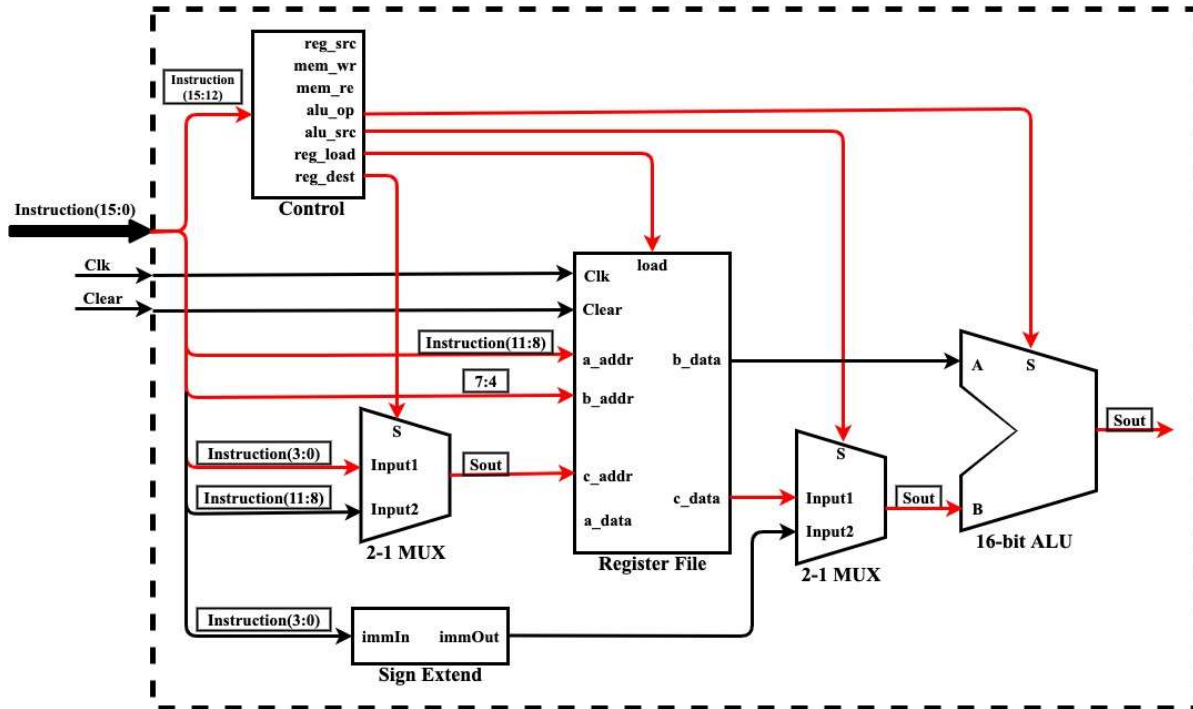 reg_src
mem_wr
mem_re
alu_op
alu_src
reg_load
reg_dest
Control
Instruction
(15:12)
Instruction(15:0)
Clk
Clear
load
Clk
Clear
Instruction(11:8)
a_addr
b_data
7:4
b_addr
S
Instruction(3:0)
Input1
Sout
c_addr
Instruction(11:8)
Input2
a_data
c_data
2-1 MUX
Register File
S
Input1
Sout
Input2
2-1 MUX
A
S
B
Sout
16-bit ALU
Instruction(3:0)
immIn
immOut
Sign Extend